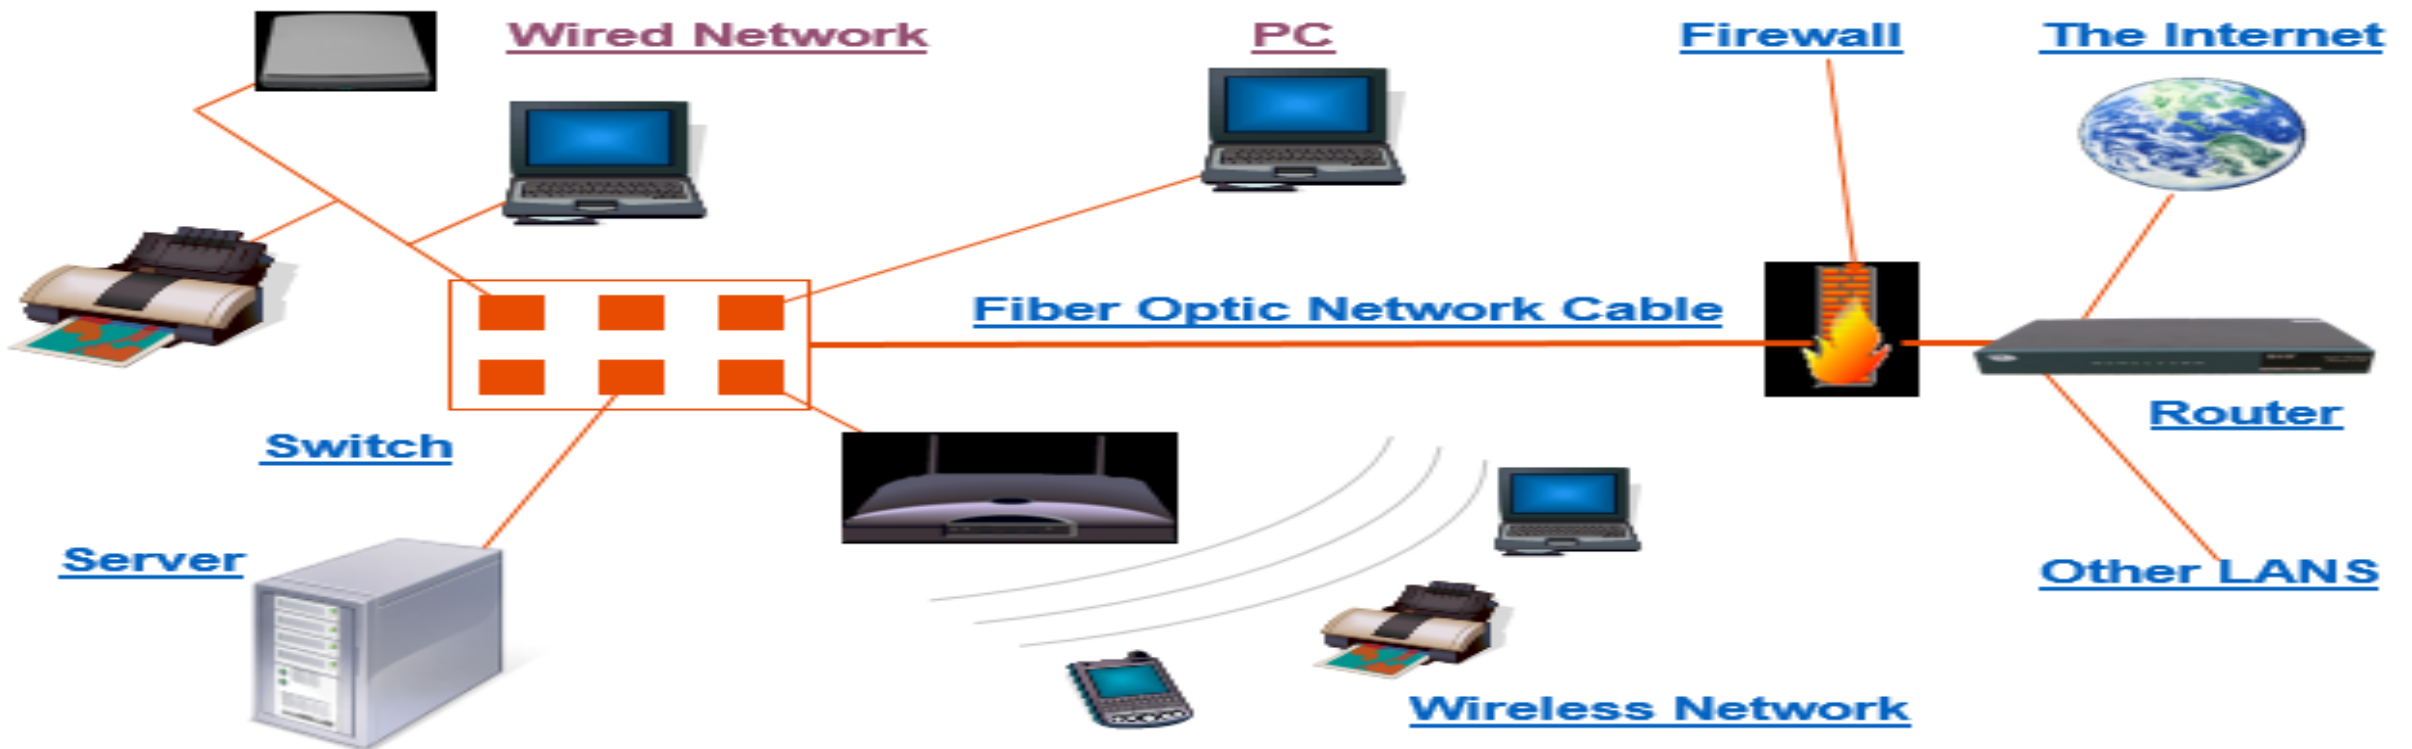 Wired Network
PC
Firewall
The Internet
Fiber Optic Network Cable
Router
Switch
Server
Other LANS
Wireless Network